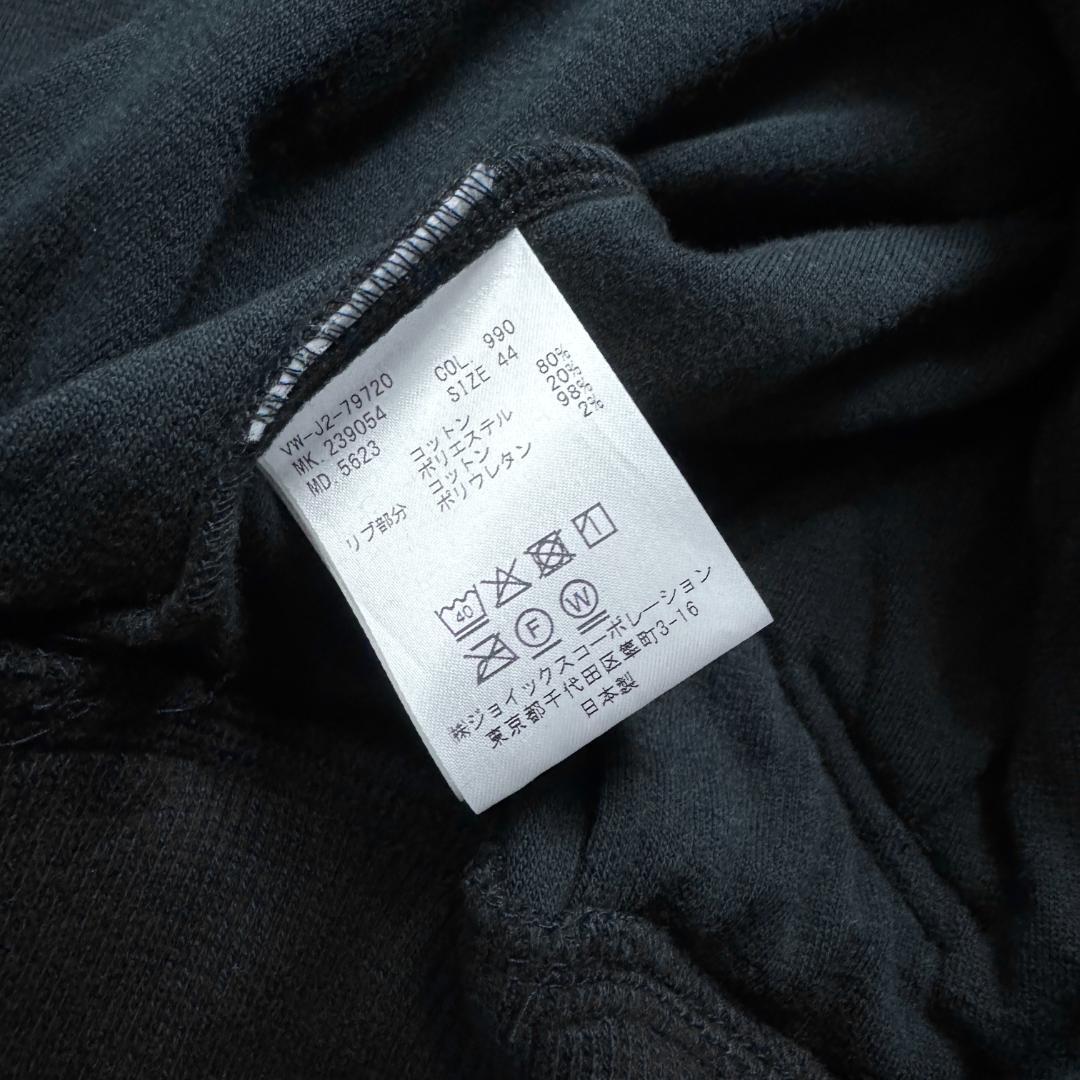 VW-J2-79720 COL. 990
MK. 239054 SIZE 44
MD. 5623
コットン 80%
ポリエステル 20%
リブ部分 コットン 98%
ポリウレタン 2%
40
F W
㈱ジョイックスコーポレーション
東京都千代田区隼町3-16
日本製